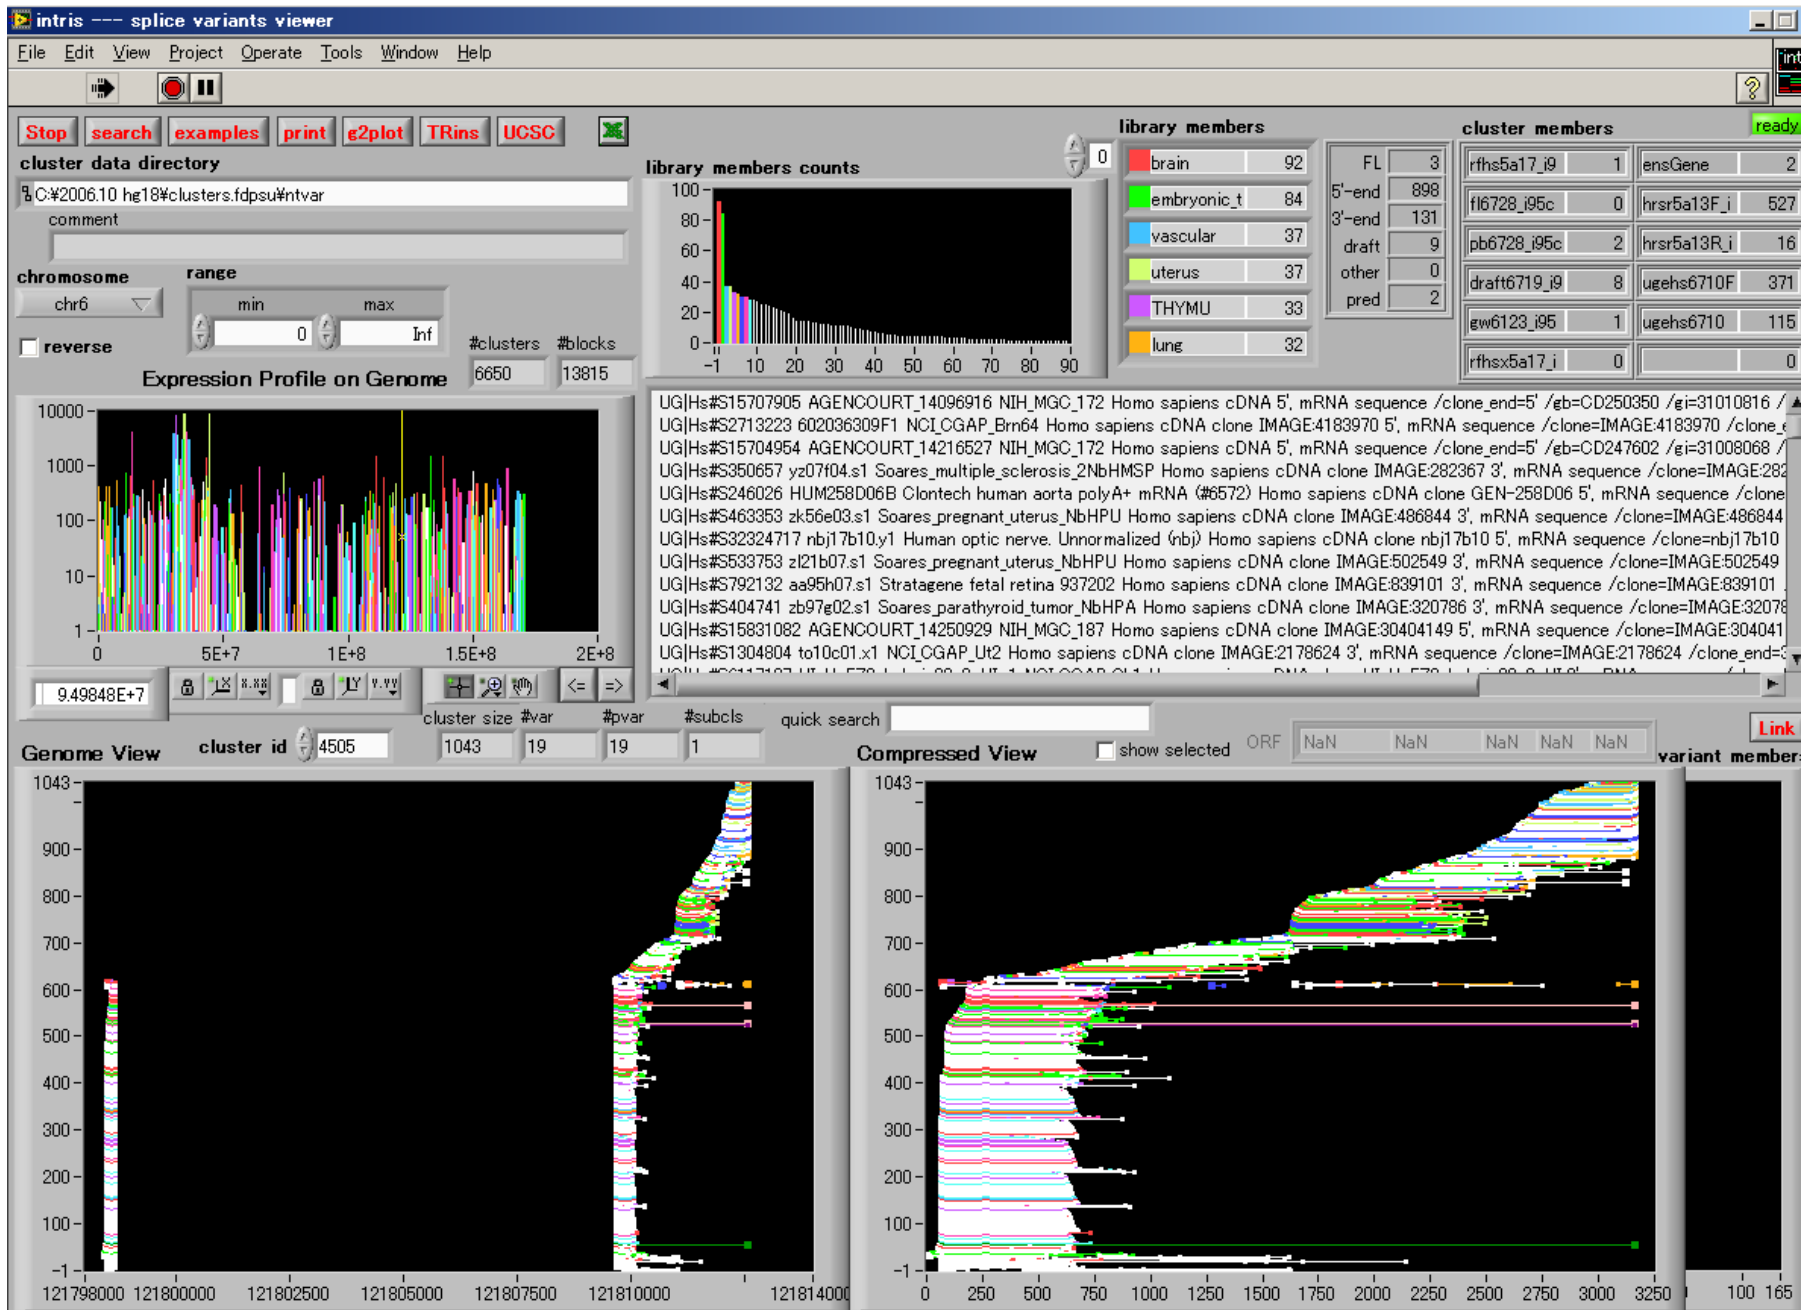 intris --- splice variants viewer
File Edit View Project Operate Tools Window Help
int
Stop search examples print g2plot TRins UCSC
cluster data directory
C:¥2006.10 hg18¥clusters.fdpsu¥ntvar
comment
chromosome range
chr6
min max
0 Inf
reverse
#clusters #blocks
6650 13815
library members counts
0
100
80
60
40
20
0
-1 10 20 30 40 50 60 70 80 90
library members
brain 92
embryonic_t 84
vascular 37
uterus 37
THYMU 33
lung 32
FL 3
5'-end 898
3'-end 131
draft 9
other 0
pred 2
cluster members ready
rfhs5a17_i9 1 ensGene 2
fl6728_i95c 0 hrsr5a13F_i 527
pb6728_i95c 2 hrsr5a13R_i 16
draft6719_i9 8 ugehs6710F 371
gw6123_i95 1 ugehs6710 115
rfhsx5a17_i 0 0
Expression Profile on Genome
10000
1000
100
10
1
0 5E+7 1E+8 1.5E+8 2E+8
9.49848E+7
X.XX Y.YY <= =>
UG|Hs#S15707905 AGENCOURT_14096916 NIH_MGC_172 Homo sapiens cDNA 5', mRNA sequence /clone_end=5' /gb=CD250350 /gi=31010816 /
UG|Hs#S2713223 602036309F1 NCI_CGAP_Brn64 Homo sapiens cDNA clone IMAGE:4183970 5', mRNA sequence /clone=IMAGE:4183970 /clone_e
UG|Hs#S15704954 AGENCOURT_14216527 NIH_MGC_172 Homo sapiens cDNA 5', mRNA sequence /clone_end=5' /gb=CD247602 /gi=31008068 /
UG|Hs#S350657 yz07f04.s1 Soares_multiple_sclerosis_2NbHMSP Homo sapiens cDNA clone IMAGE:282367 3', mRNA sequence /clone=IMAGE:282
UG|Hs#S246026 HUM258D06B Clontech human aorta polyA+ mRNA (#6572) Homo sapiens cDNA clone GEN-258D06 5', mRNA sequence /clone
UG|Hs#S463353 zk56e03.s1 Soares_pregnant_uterus_NbHPU Homo sapiens cDNA clone IMAGE:486844 3', mRNA sequence /clone=IMAGE:486844
UG|Hs#S32324717 nbj17b10.y1 Human optic nerve. Unnormalized (nbj) Homo sapiens cDNA clone nbj17b10 5', mRNA sequence /clone=nbj17b10
UG|Hs#S533753 zl21b07.s1 Soares_pregnant_uterus_NbHPU Homo sapiens cDNA clone IMAGE:502549 3', mRNA sequence /clone=IMAGE:502549
UG|Hs#S792132 aa95h07.s1 Stratagene fetal retina 937202 Homo sapiens cDNA clone IMAGE:839101 3', mRNA sequence /clone=IMAGE:839101
UG|Hs#S404741 zb97g02.s1 Soares_parathyroid_tumor_NbHPA Homo sapiens cDNA clone IMAGE:320786 3', mRNA sequence /clone=IMAGE:32078
UG|Hs#S15831082 AGENCOURT_14250929 NIH_MGC_187 Homo sapiens cDNA clone IMAGE:30404149 5', mRNA sequence /clone=IMAGE:304041
UG|Hs#S1304804 to10c01.x1 NCI_CGAP_Ut2 Homo sapiens cDNA clone IMAGE:2178624 3', mRNA sequence /clone=IMAGE:2178624 /clone_end=3
cluster size #var #pvar #subcls
Genome View cluster id 4505 1043 19 19 1
quick search
Compressed View show selected ORF NaN NaN NaN NaN NaN Link
variant members
1043
900
800
700
600
500
400
300
200
100
-1
121798000 121800000 121802500 121805000 121807500 121810000 121814000
1043
900
800
700
600
500
400
300
200
100
-1
0 250 500 750 1000 1250 1500 1750 2000 2250 2500 2750 3000 3250
100 165